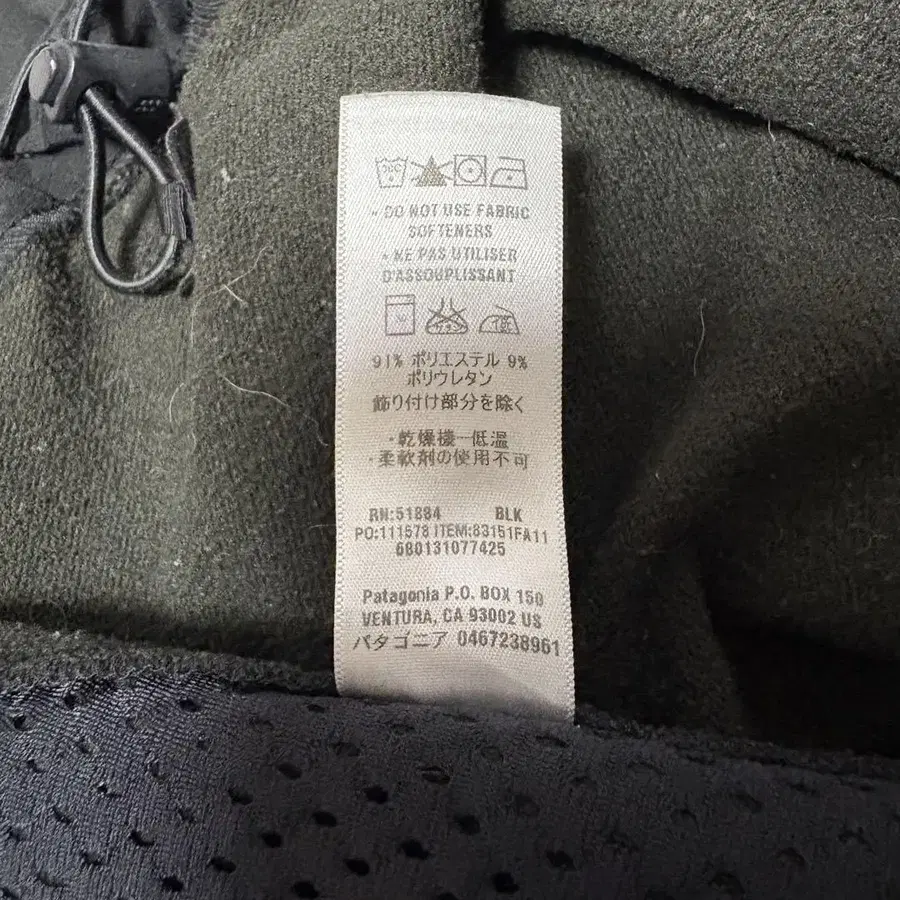 - DO NOT USE FABRIC
SOFTENERS
- NE PAS UTILISER
D'ASSOUPLISSANT
91% ポリエステル 9%
ポリウレタン
飾り付け部分を除く
・乾燥機ー低温
・柔軟剤の使用不可
RN:51884 BLK
PO:111578 ITEM:83151FA11
680131077425
Patagonia P.O. BOX 150
VENTURA, CA 93002 US
パタゴニア 0467238961